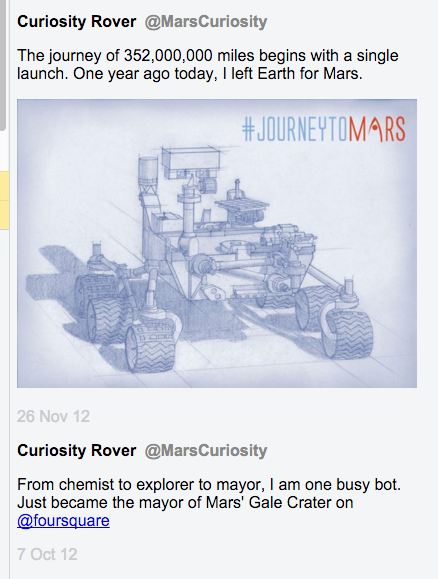 Curiosity Rover @MarsCuriosity
The journey of 352,000,000 miles begins with a single
launch. One year ago today, I left Earth for Mars.
#JOURNEYTOMARS
26 Nov 12
Curiosity Rover @MarsCuriosity
From chemist to explorer to mayor, I am one busy bot.
Just became the mayor of Mars' Gale Crater on
@foursquare
7 Oct 12